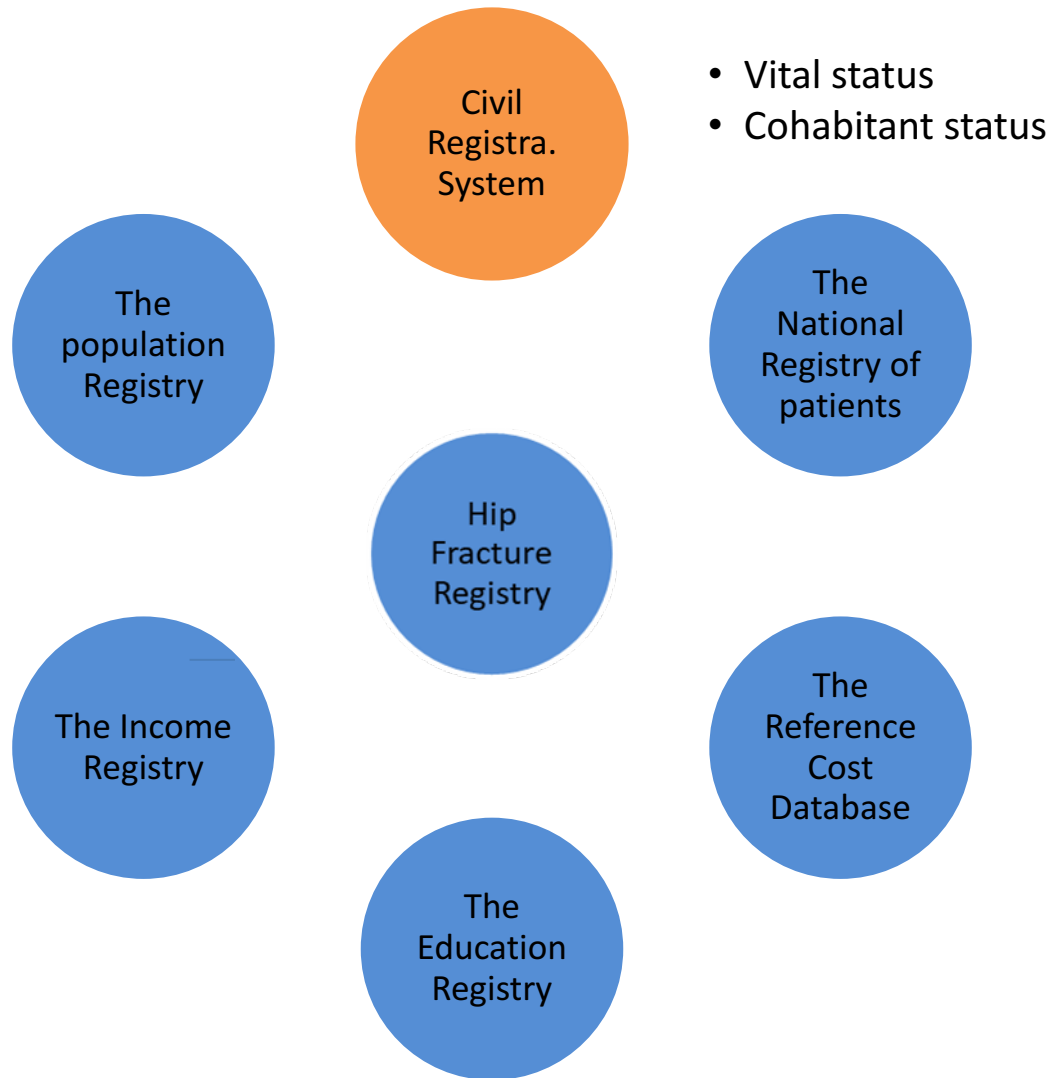 Civil
Registra.
System
• Vital status
• Cohabitant status
The
population
Registry
The
National
Registry of
patients
Hip
Fracture
Registry
The Income
Registry
The
Reference
Cost
Database
The
Education
Registry